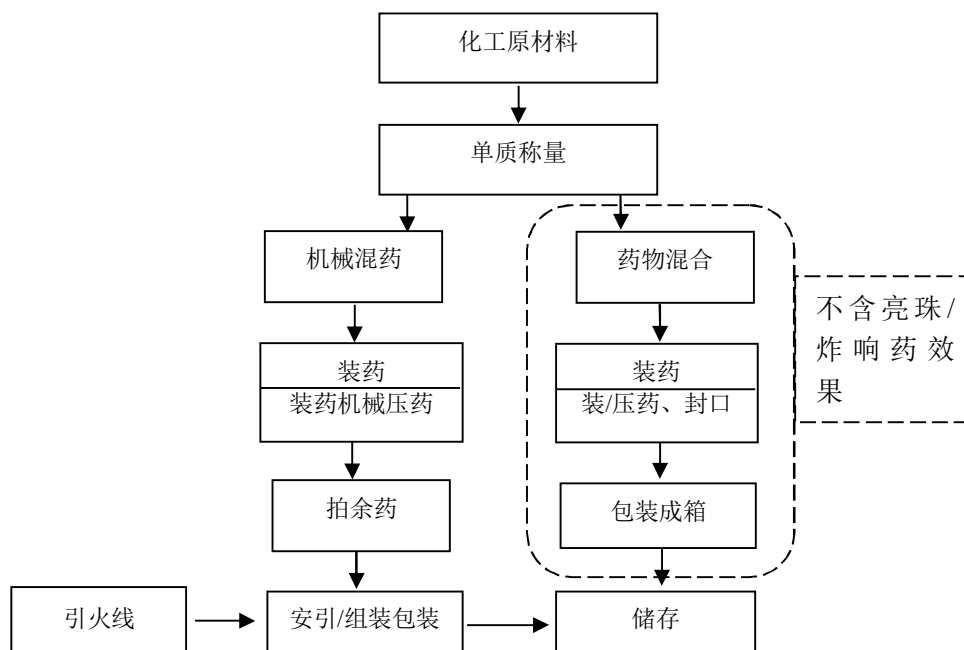 化工原材料
单质称量
机械混药
药物混合
不含亮珠/
炸响药效
果
装药
装药机械压药
装药
装/压药、封口
拍余药
包装成箱
引火线
安引/组装包装
储存